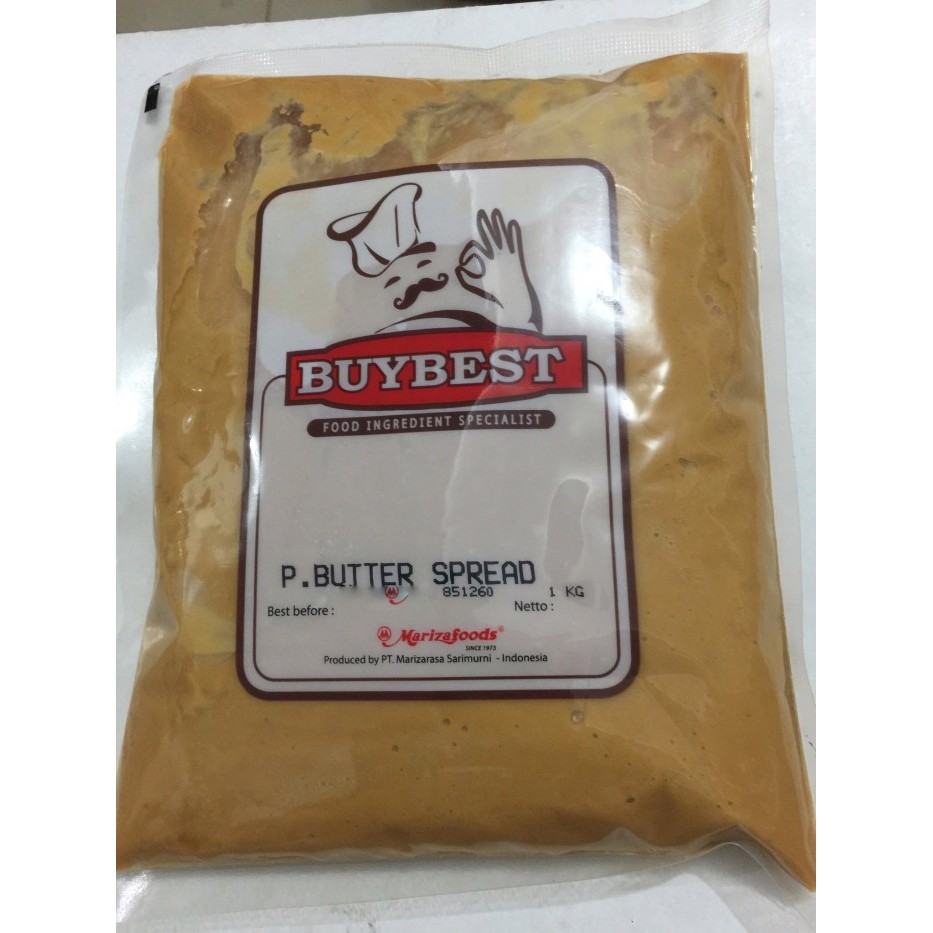 BUYBEST
FOOD INGREDIENT SPECIALIST
P.BUTTER SPREAD
851260 1 KG
Best before : Netto :
Marizafoods®
SINCE 1973
Produced by PT. Marizarasa Sarimurni - Indonesia